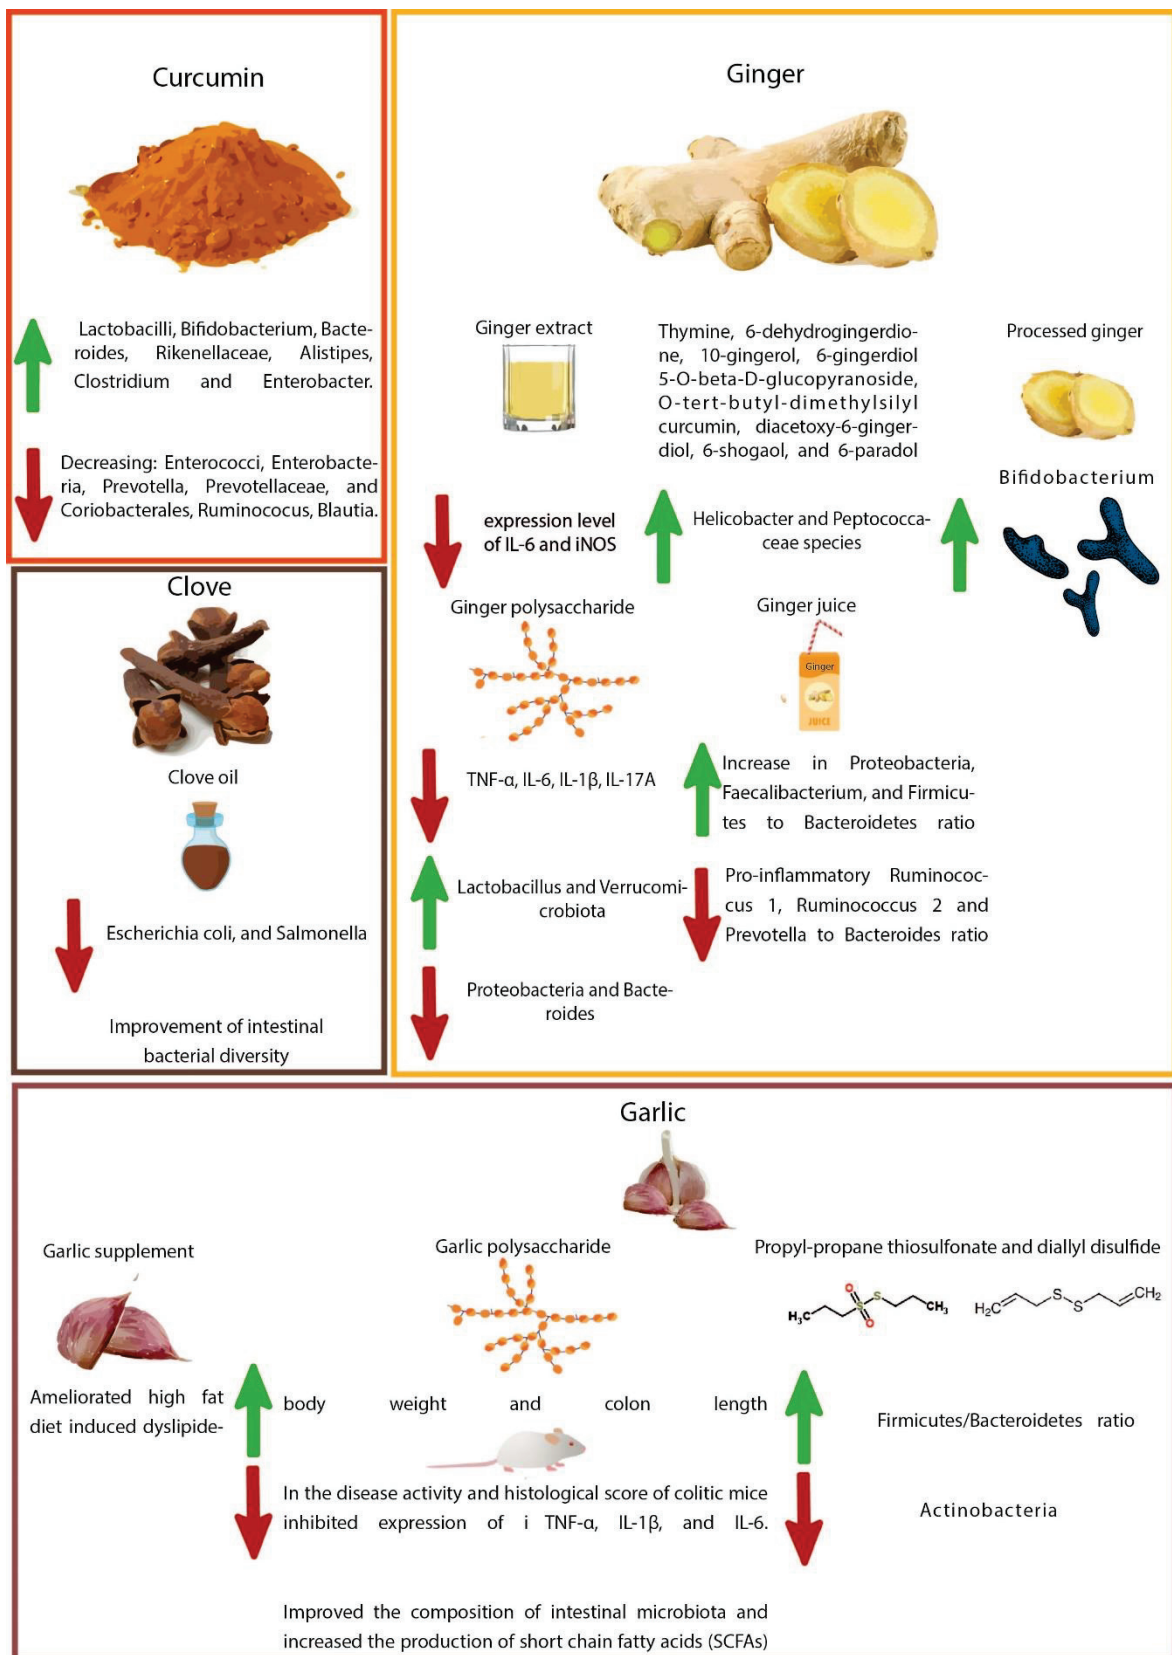 Curcumin
Lactobacilli, Bifidobacterium, Bacte-
roides, Rikenellaceae, Alistipes,
Clostridium and Enterobacter.
Decreasing: Enterococci, Enterobacte-
ria, Prevotella, Prevotellaceae, and
Coriobacterales, Ruminococus, Blautia.
Clove
Clove oil
Escherichia coli, and Salmonella
Improvement of intestinal
bacterial diversity
Ginger
Ginger extract
expression level
of IL-6 and iNOS
Thymine, 6-dehydrogingerdio-
ne, 10-gingerol, 6-gingerdiol
5-O-beta-D-glucopyranoside,
O-tert-butyl-dimethylsilyl
curcumin, diacetoxy-6-ginger-
diol, 6-shogaol, and 6-paradol
Helicobacter and Peptococca-
ceae species
Processed ginger
Bifidobacterium
Ginger polysaccharide
TNF-α, IL-6, IL-1β, IL-17A
Lactobacillus and Verrucomi-
crobiota
Proteobacteria and Bacte-
roides
Ginger juice
Ginger
JUICE
Increase in Proteobacteria,
Faecalibacterium, and Firmicu-
tes to Bacteroidetes ratio
Pro-inflammatory Ruminococ-
cus 1, Ruminococcus 2 and
Prevotella to Bacteroides ratio
Garlic
Garlic supplement
Ameliorated high fat
diet induced dyslipide-
Garlic polysaccharide
body weight and colon length
In the disease activity and histological score of colitic mice
inhibited expression of i TNF-α, IL-1β, and IL-6.
Improved the composition of intestinal microbiota and
increased the production of short chain fatty acids (SCFAs)
Propyl-propane thiosulfonate and diallyl disulfide
H₃C S O O S CH₃
H₂C S S CH₂
Firmicutes/Bacteroidetes ratio
Actinobacteria